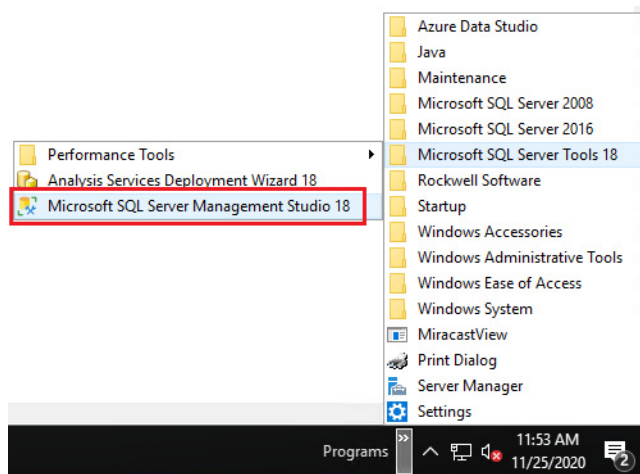 Azure Data Studio
Java
Maintenance
Microsoft SQL Server 2008
Microsoft SQL Server 2016
Microsoft SQL Server Tools 18
Rockwell Software
Startup
Windows Accessories
Windows Administrative Tools
Windows Ease of Access
Windows System
MiracastView
Print Dialog
Server Manager
Settings
Performance Tools
Analysis Services Deployment Wizard 18
Microsoft SQL Server Management Studio 18
Programs
11:53 AM
11/25/2020
2